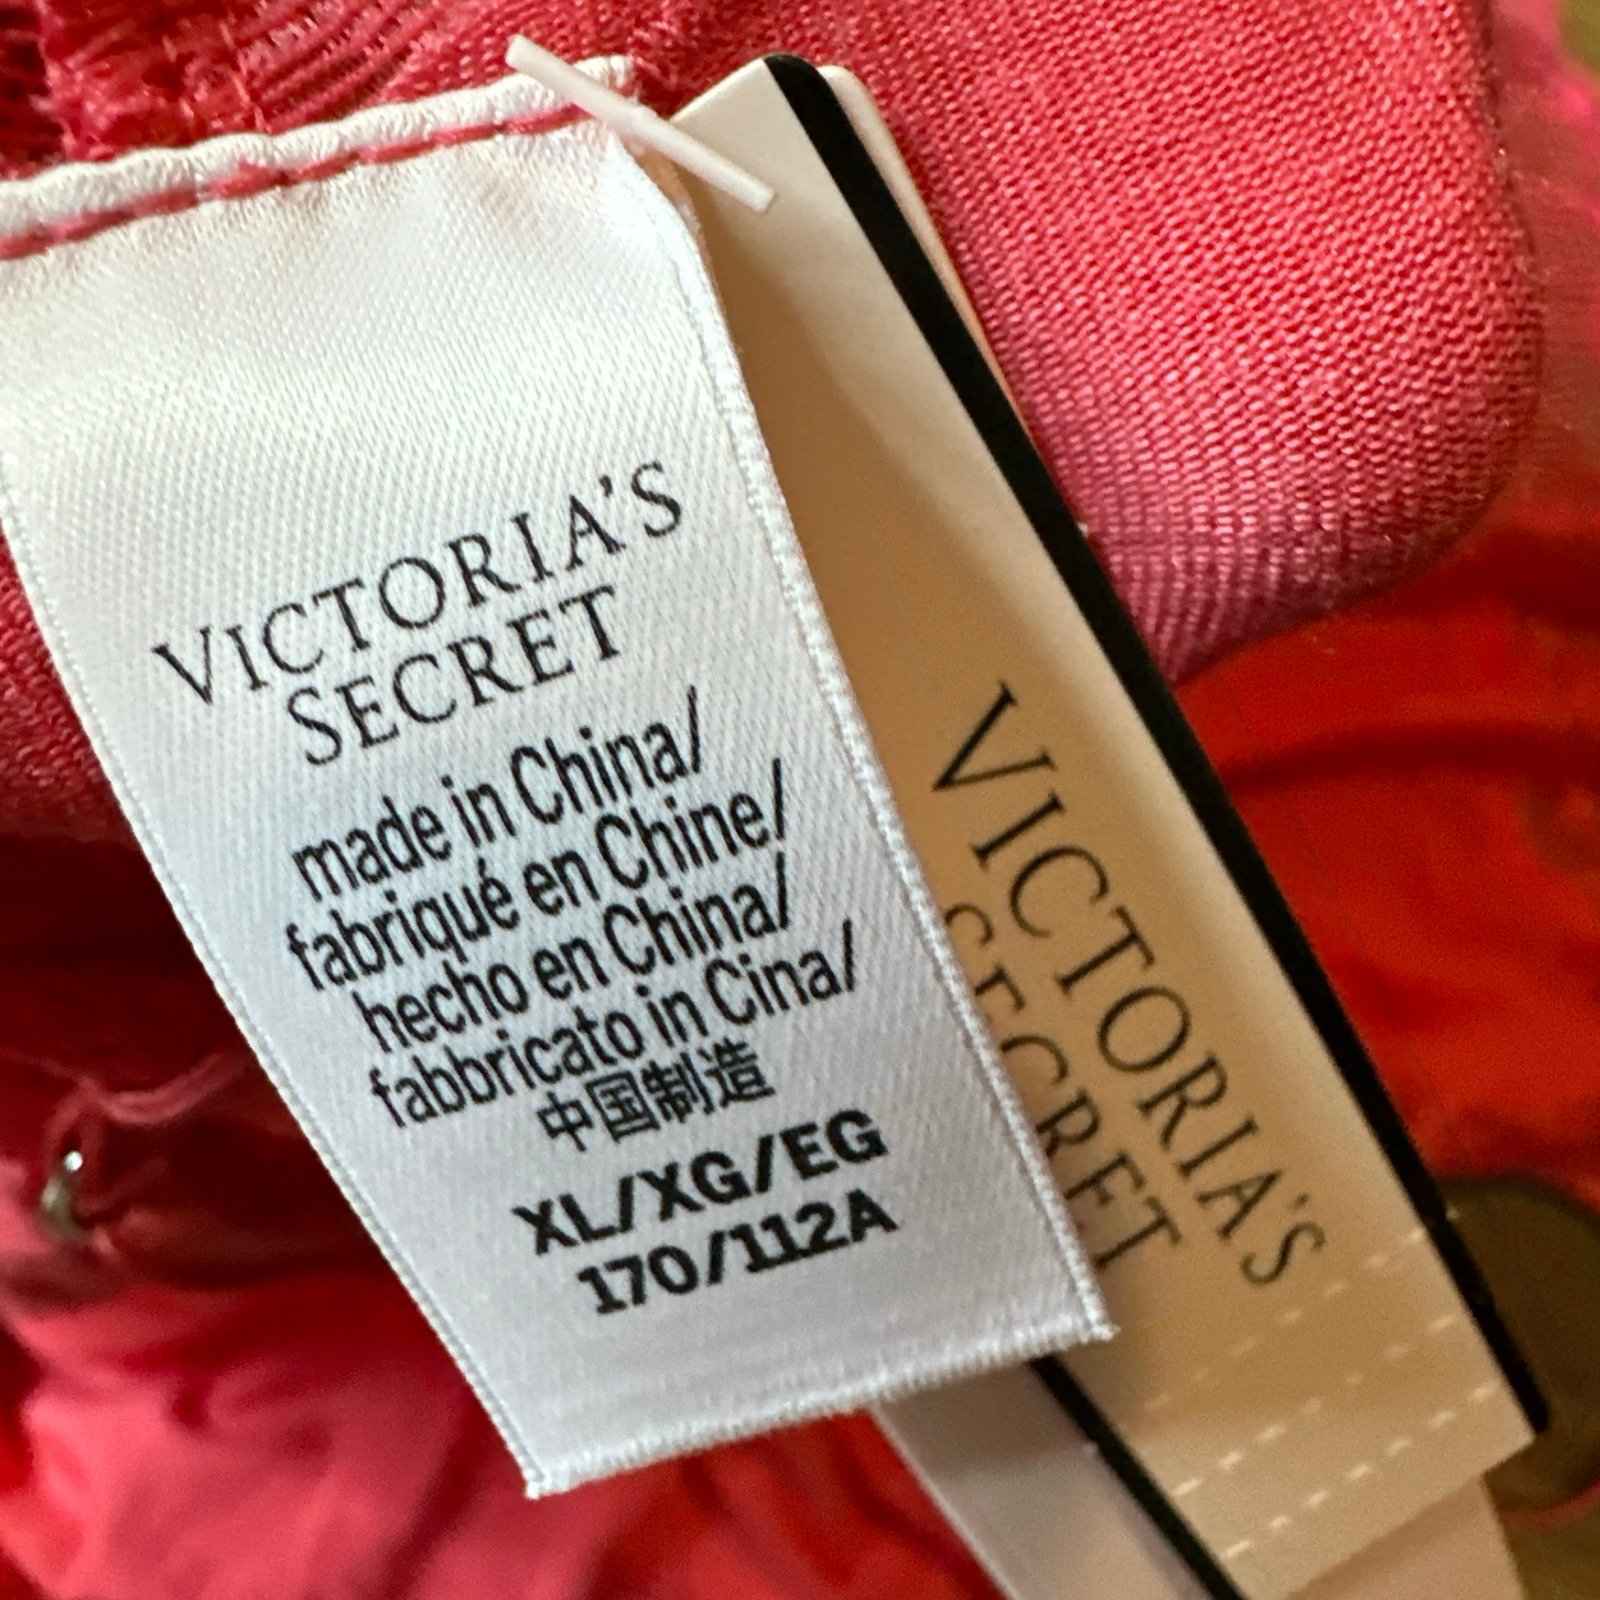 VICTORIA'S
SECRET
made in China/
fabriqué en Chine/
hecho en China/
fabbricato in Cina/
中国制造
XL/XG/EG
170/112A
VICTORIA'S
SECRET